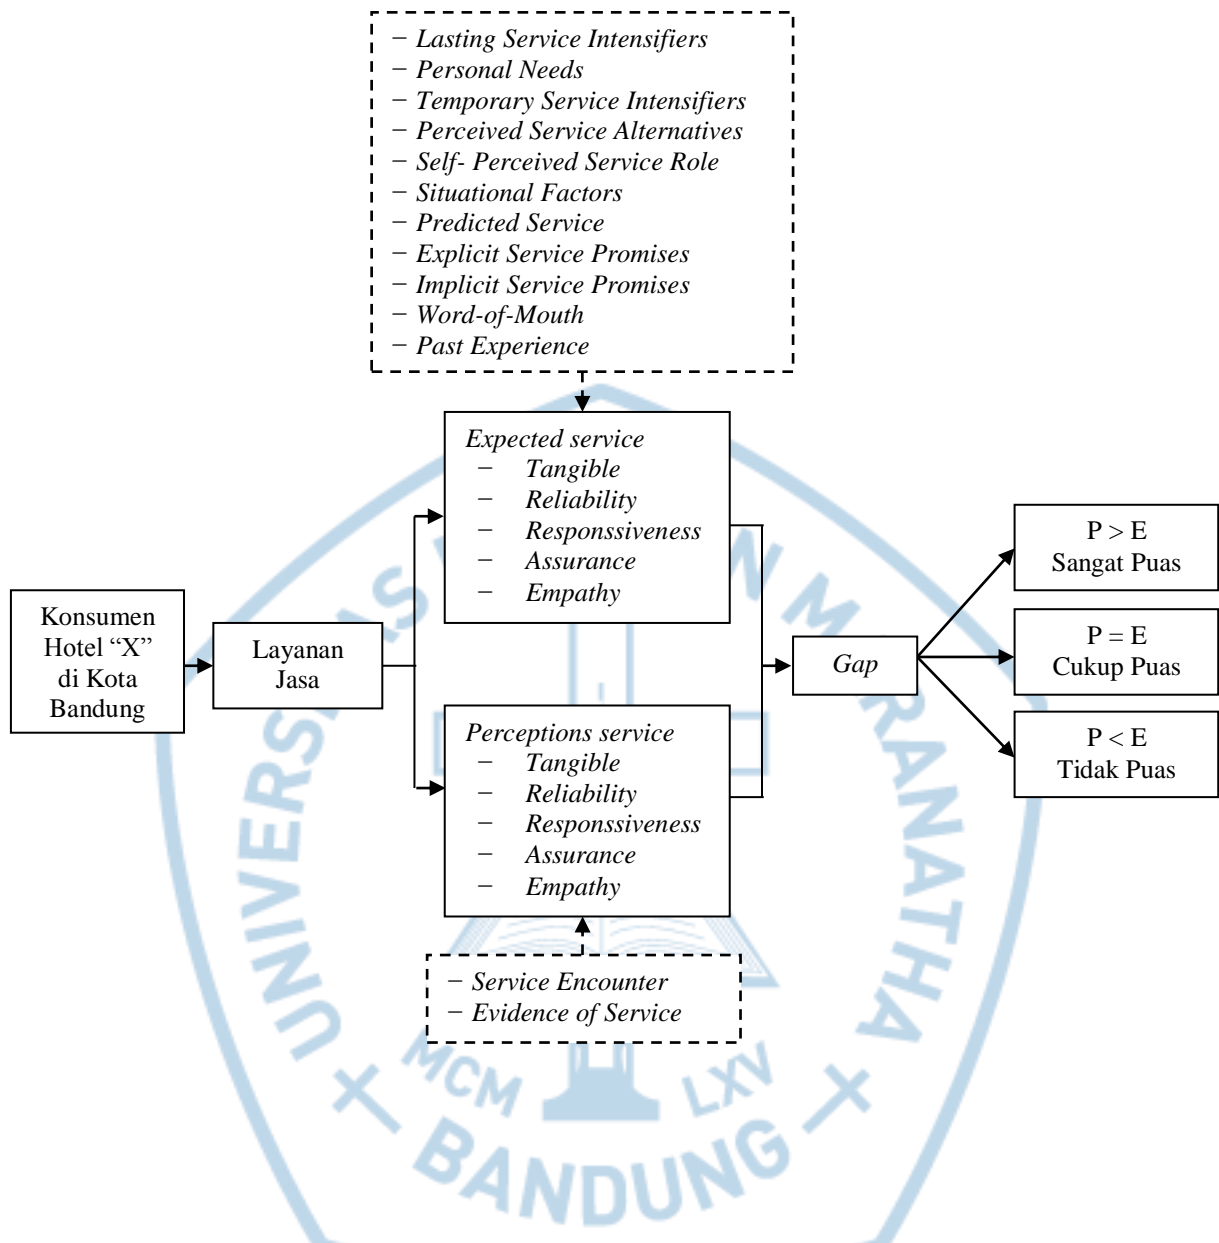 − Lasting Service Intensifiers
− Personal Needs
− Temporary Service Intensifiers
− Perceived Service Alternatives
− Self- Perceived Service Role
− Situational Factors
− Predicted Service
− Explicit Service Promises
− Implicit Service Promises
− Word-of-Mouth
− Past Experience
Expected service
− Tangible
− Reliability
− Responssiveness
− Assurance
− Empathy
Konsumen
Hotel “X”
di Kota
Bandung
Layanan
Jasa
Perceptions service
− Tangible
− Reliability
− Responssiveness
− Assurance
− Empathy
− Service Encounter
− Evidence of Service
Gap
P > E
Sangat Puas
P = E
Cukup Puas
P < E
Tidak Puas
MCM LXV
BANDUNG